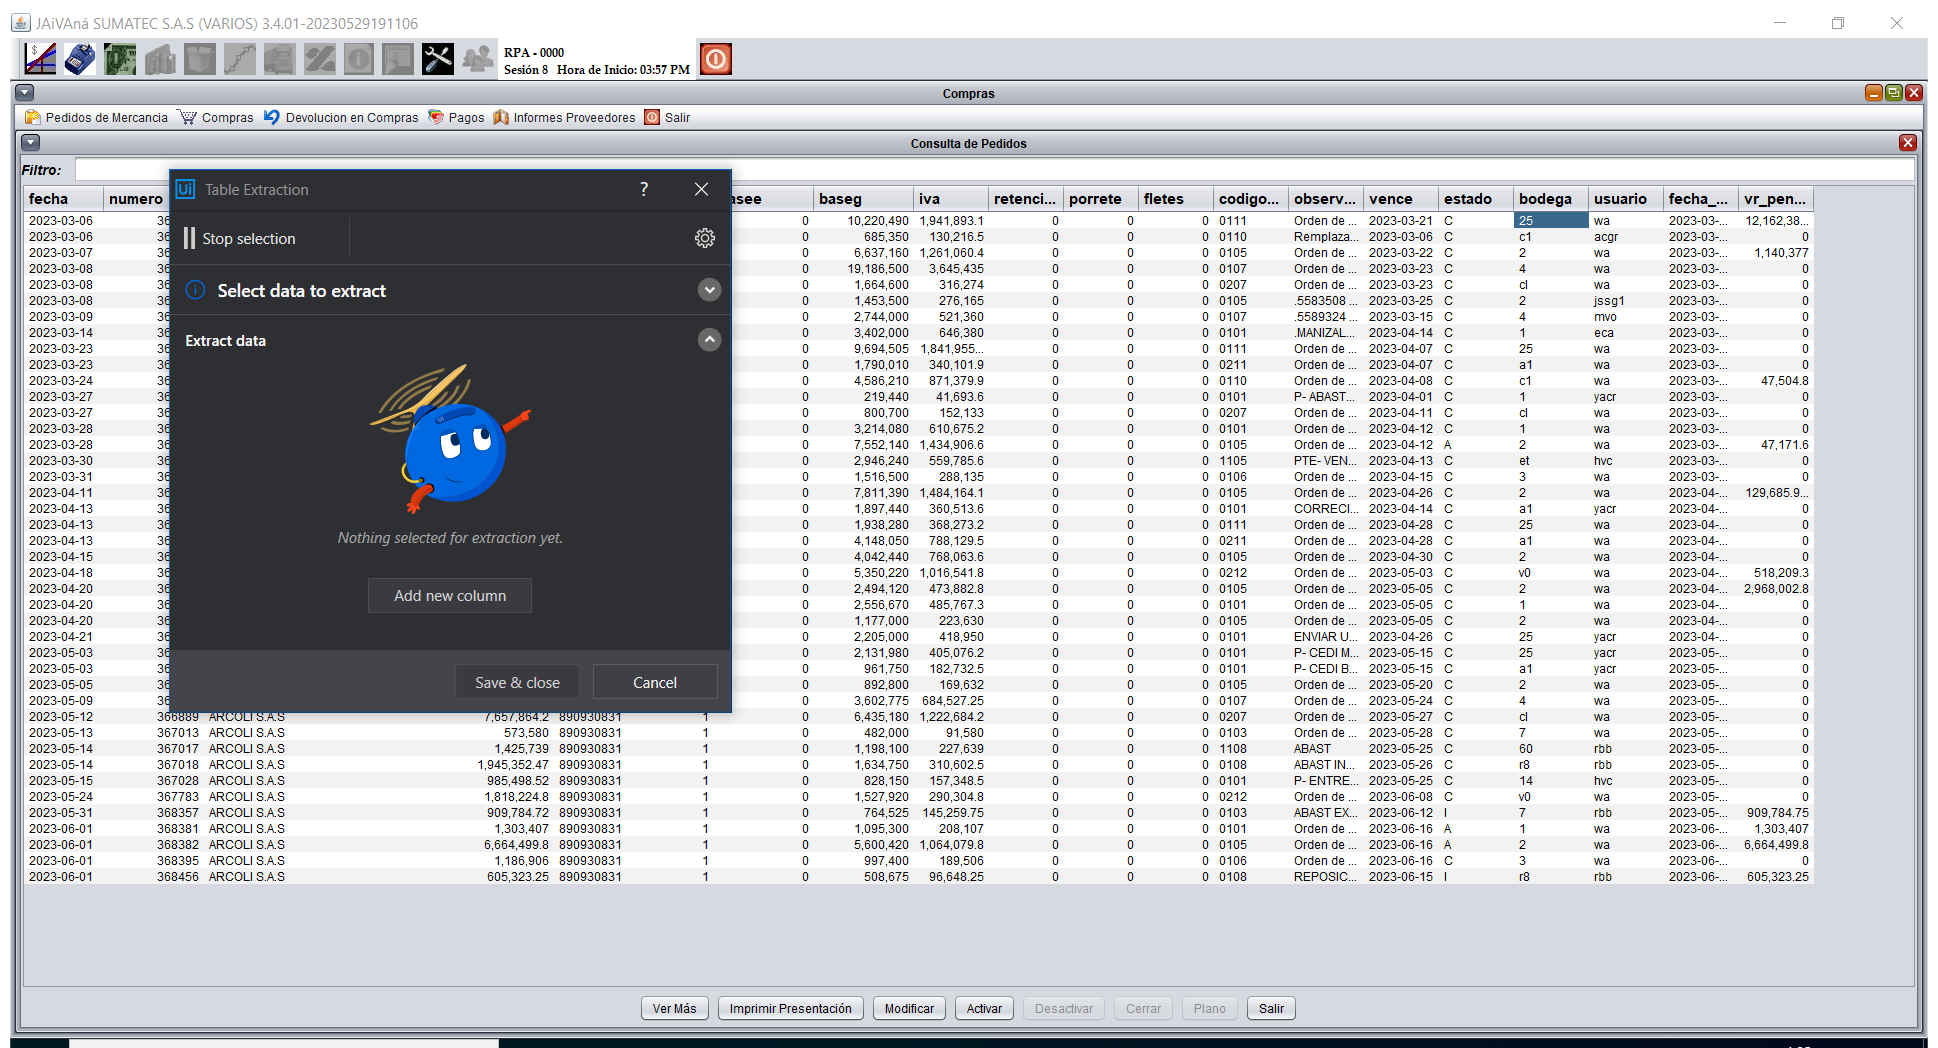 JAiVAná SUMATEC S.A.S (VARIOS) 3.4.01-20230529191106
RPA - 0000
Sesión 8 Hora de Inicio: 03:57 PM
Compras
Pedidos de Mercancia Compras Devolucion en Compras Pagos Informes Proveedores Salir
Consulta de Pedidos
Filtro:
Ui Table Extraction ?
Stop selection
Select data to extract
Extract data
Nothing selected for extraction yet.
Add new column
Save & close Cancel
fecha numero asee baseg iva retenci... porrete fletes codigo... observ... vence estado bodega usuario fecha_... vr_pen...
2023-03-06 36 0 10,220,490 1,941,893.1 0 0 0 0111 Orden de ... 2023-03-21 C 25 wa 2023-03-... 12,162,38...
2023-03-06 36 0 685,350 130,216.5 0 0 0 0110 Remplaza... 2023-03-06 C c1 acgr 2023-03-... 0
2023-03-07 36 0 6,637,160 1,261,060.4 0 0 0 0105 Orden de ... 2023-03-22 C 2 wa 2023-03-... 1,140,377
2023-03-08 36 0 19,186,500 3,645,435 0 0 0 0107 Orden de ... 2023-03-23 C 4 wa 2023-03-... 0
2023-03-08 36 0 1,664,600 316,274 0 0 0 0207 Orden de ... 2023-03-23 C cl wa 2023-03-... 0
2023-03-08 36 0 1,453,500 276,165 0 0 0 0105 .5583508 ... 2023-03-25 C 2 jssg1 2023-03-... 0
2023-03-09 36 0 2,744,000 521,360 0 0 0 0107 .5589324 ... 2023-03-15 C 4 mvo 2023-03-... 0
2023-03-14 36 0 3,402,000 646,380 0 0 0 0101 .MANIZAL... 2023-04-14 C 1 eca 2023-03-... 0
2023-03-23 36 0 9,694,505 1,841,955... 0 0 0 0111 Orden de ... 2023-04-07 C 25 wa 2023-03-... 0
2023-03-23 36 0 1,790,010 340,101.9 0 0 0 0211 Orden de ... 2023-04-07 C a1 wa 2023-03-... 0
2023-03-24 36 0 4,586,210 871,379.9 0 0 0 0110 Orden de ... 2023-04-08 C c1 wa 2023-03-... 47,504.8
2023-03-27 36 0 219,440 41,693.6 0 0 0 0101 P- ABAST... 2023-04-01 C 1 yacr 2023-03-... 0
2023-03-27 36 0 800,700 152,133 0 0 0 0207 Orden de ... 2023-04-11 C cl wa 2023-03-... 0
2023-03-28 36 0 3,214,080 610,675.2 0 0 0 0101 Orden de ... 2023-04-12 C 1 wa 2023-03-... 0
2023-03-28 36 0 7,552,140 1,434,906.6 0 0 0 0105 Orden de ... 2023-04-12 A 2 wa 2023-03-... 47,171.6
2023-03-30 36 0 2,946,240 559,785.6 0 0 0 1105 PTE- VEN... 2023-04-13 C et hvc 2023-03-... 0
2023-03-31 36 0 1,516,500 288,135 0 0 0 0106 Orden de ... 2023-04-15 C 3 wa 2023-03-... 0
2023-04-11 36 0 7,811,390 1,484,164.1 0 0 0 0105 Orden de ... 2023-04-26 C 2 wa 2023-04-... 129,685.9...
2023-04-13 36 0 1,897,440 360,513.6 0 0 0 0101 CORRECI... 2023-04-14 C a1 yacr 2023-04-... 0
2023-04-13 36 0 1,938,280 368,273.2 0 0 0 0111 Orden de ... 2023-04-28 C 25 wa 2023-04-... 0
2023-04-13 36 0 4,148,050 788,129.5 0 0 0 0211 Orden de ... 2023-04-28 C a1 wa 2023-04-... 0
2023-04-15 36 0 4,042,440 768,063.6 0 0 0 0105 Orden de ... 2023-04-30 C 2 wa 2023-04-... 0
2023-04-18 36 0 5,350,220 1,016,541.8 0 0 0 0212 Orden de ... 2023-05-03 C v0 wa 2023-04-... 518,209.3
2023-04-20 36 0 2,494,120 473,882.8 0 0 0 0105 Orden de ... 2023-05-05 C 2 wa 2023-04-... 2,968,002.8
2023-04-20 36 0 2,556,670 485,767.3 0 0 0 0101 Orden de ... 2023-05-05 C 1 wa 2023-04-... 0
2023-04-20 36 0 1,177,000 223,630 0 0 0 0105 Orden de ... 2023-05-05 C 2 wa 2023-04-... 0
2023-04-21 36 0 2,205,000 418,950 0 0 0 0101 ENVIAR U... 2023-04-26 C 25 yacr 2023-04-... 0
2023-05-03 36 0 2,131,980 405,076.2 0 0 0 0101 P- CEDI M... 2023-05-15 C 25 yacr 2023-05-... 0
2023-05-03 36 0 961,750 182,732.5 0 0 0 0101 P- CEDI B... 2023-05-15 C a1 yacr 2023-05-... 0
2023-05-05 36 0 892,800 169,632 0 0 0 0105 Orden de ... 2023-05-20 C 2 wa 2023-05-... 0
2023-05-09 36 0 3,602,775 684,527.25 0 0 0 0107 Orden de ... 2023-05-24 C 4 wa 2023-05-... 0
2023-05-12 366889 ARCOLI S.A.S 7,657,864.2 890930831 1 0 6,435,180 1,222,684.2 0 0 0 0207 Orden de ... 2023-05-27 C cl wa 2023-05-... 0
2023-05-13 367013 ARCOLI S.A.S 573,580 890930831 1 0 482,000 91,580 0 0 0 0103 Orden de ... 2023-05-28 C 7 wa 2023-05-... 0
2023-05-14 367017 ARCOLI S.A.S 1,425,739 890930831 1 0 1,198,100 227,639 0 0 0 1108 ABAST 2023-05-25 C 60 rbb 2023-05-... 0
2023-05-14 367018 ARCOLI S.A.S 1,945,352.47 890930831 1 0 1,634,750 310,602.5 0 0 0 0108 ABAST IN... 2023-05-26 C r8 rbb 2023-05-... 0
2023-05-15 367028 ARCOLI S.A.S 985,498.52 890930831 1 0 828,150 157,348.5 0 0 0 0101 P- ENTRE... 2023-05-25 C 14 hvc 2023-05-... 0
2023-05-24 367783 ARCOLI S.A.S 1,818,224.8 890930831 1 0 1,527,920 290,304.8 0 0 0 0212 Orden de ... 2023-06-08 C v0 wa 2023-05-... 0
2023-05-31 368357 ARCOLI S.A.S 909,784.72 890930831 1 0 764,525 145,259.75 0 0 0 0103 ABAST EX... 2023-06-12 I 7 rbb 2023-05-... 909,784.75
2023-06-01 368381 ARCOLI S.A.S 1,303,407 890930831 1 0 1,095,300 208,107 0 0 0 0101 Orden de ... 2023-06-16 A 1 wa 2023-06-... 1,303,407
2023-06-01 368382 ARCOLI S.A.S 6,664,499.8 890930831 1 0 5,600,420 1,064,079.8 0 0 0 0105 Orden de ... 2023-06-16 A 2 wa 2023-06-... 6,664,499.8
2023-06-01 368395 ARCOLI S.A.S 1,186,906 890930831 1 0 997,400 189,506 0 0 0 0106 Orden de ... 2023-06-16 C 3 wa 2023-06-... 0
2023-06-01 368456 ARCOLI S.A.S 605,323.25 890930831 1 0 508,675 96,648.25 0 0 0 0108 REPOSIC... 2023-06-15 I r8 rbb 2023-06-... 605,323.25
Ver Más Imprimir Presentación Modificar Activar Desactivar Cerrar Plano Salir